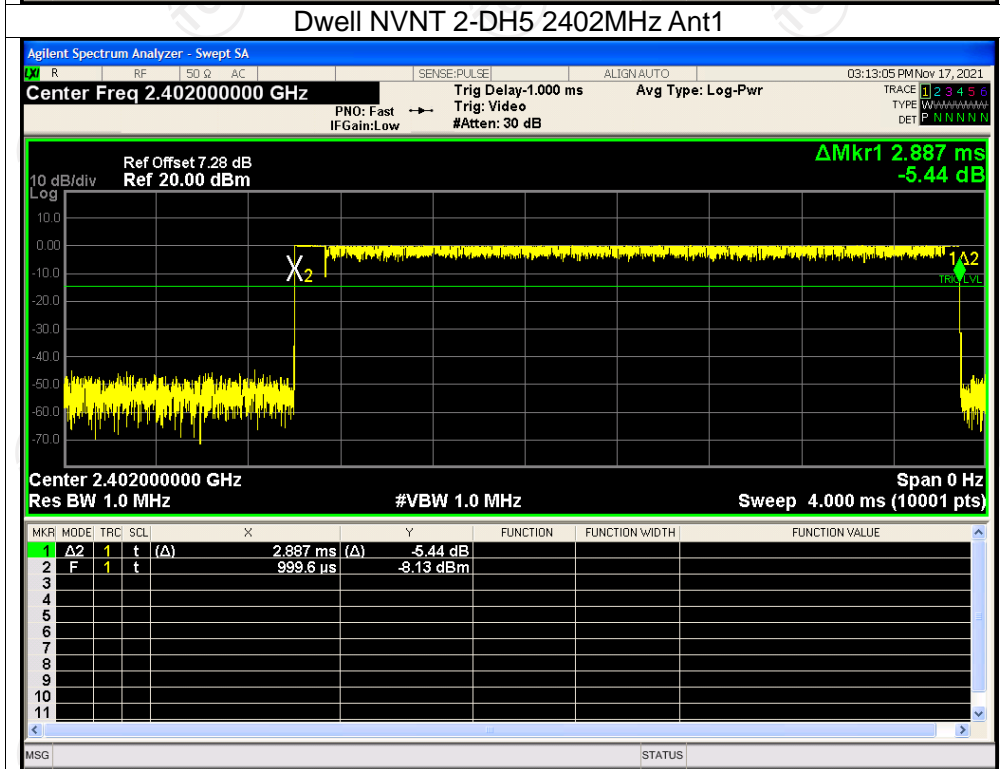 Dwell NVNT 2-DH5 2402MHz Ant1
Agilent Spectrum Analyzer - Swept SA
LXI R RF 50 Ω AC SENSE:PULSE ALIGN AUTO 03:13:05 PM Nov 17, 2021
Center Freq 2.402000000 GHz
PNO: Fast
IFGain:Low
Trig Delay-1.000 ms
Trig: Video
#Atten: 30 dB
Avg Type: Log-Pwr
TRACE 1 2 3 4 5 6
TYPE WWWWWW
DET P N N N N N
ΔMkr1 2.887 ms
-5.44 dB
Ref Offset 7.28 dB
10 dB/div Ref 20.00 dBm
Log
10.0
0.00
-10.0
-20.0
-30.0
-40.0
-50.0
-60.0
-70.0
2
1Δ2
TRIG LVL
Center 2.402000000 GHz Span 0 Hz
Res BW 1.0 MHz #VBW 1.0 MHz Sweep 4.000 ms (10001 pts)
MKR MODE TRC SCL X Y FUNCTION FUNCTION WIDTH FUNCTION VALUE
1 Δ2 1 t (Δ) 2.887 ms (Δ) -5.44 dB
2 F 1 t 999.6 µs -8.13 dBm
3
4
5
6
7
8
9
10
11
MSG STATUS